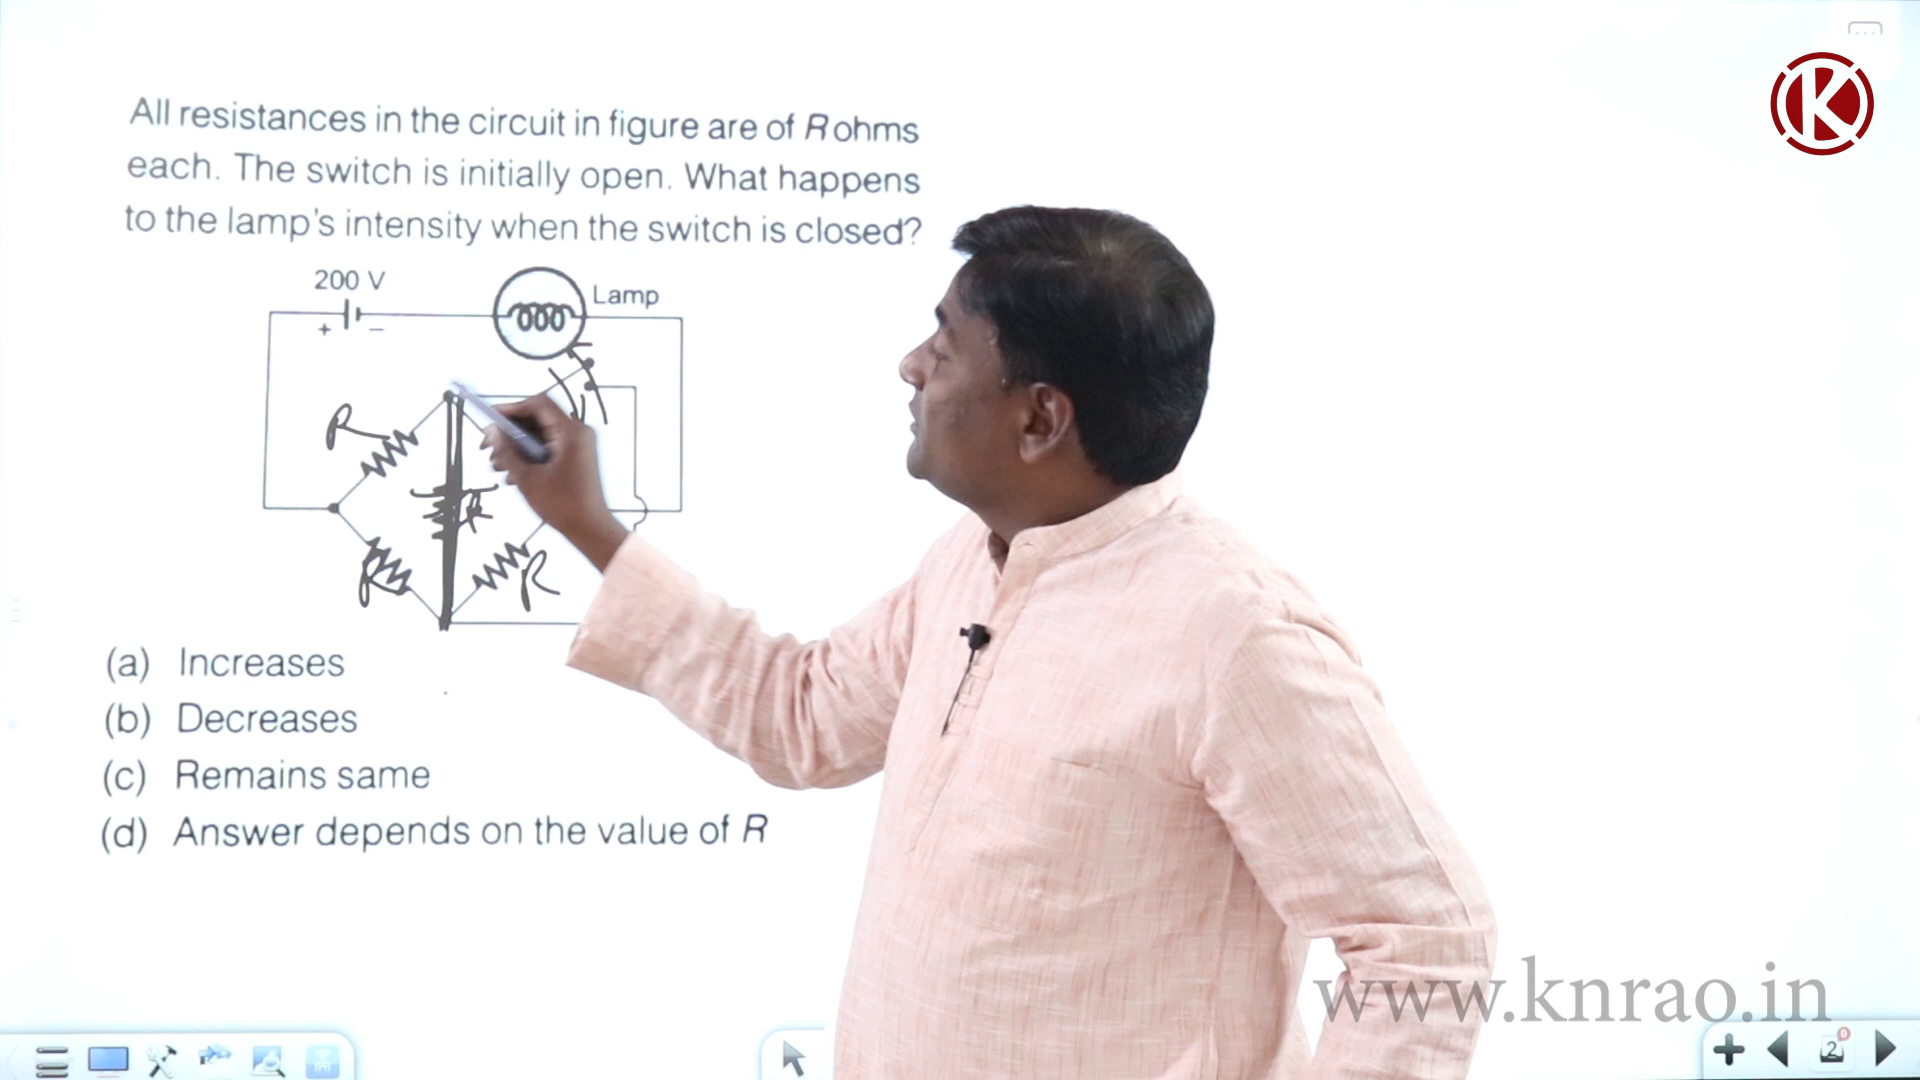 All resistances in the circuit in figure are of R ohms
each. The switch is initially open. What happens
to the lamp's intensity when the switch is closed?
200 V
Lamp
+ −
R
R
R
(a) Increases
(b) Decreases
(c) Remains same
(d) Answer depends on the value of R
K
www.knrao.in
2
0